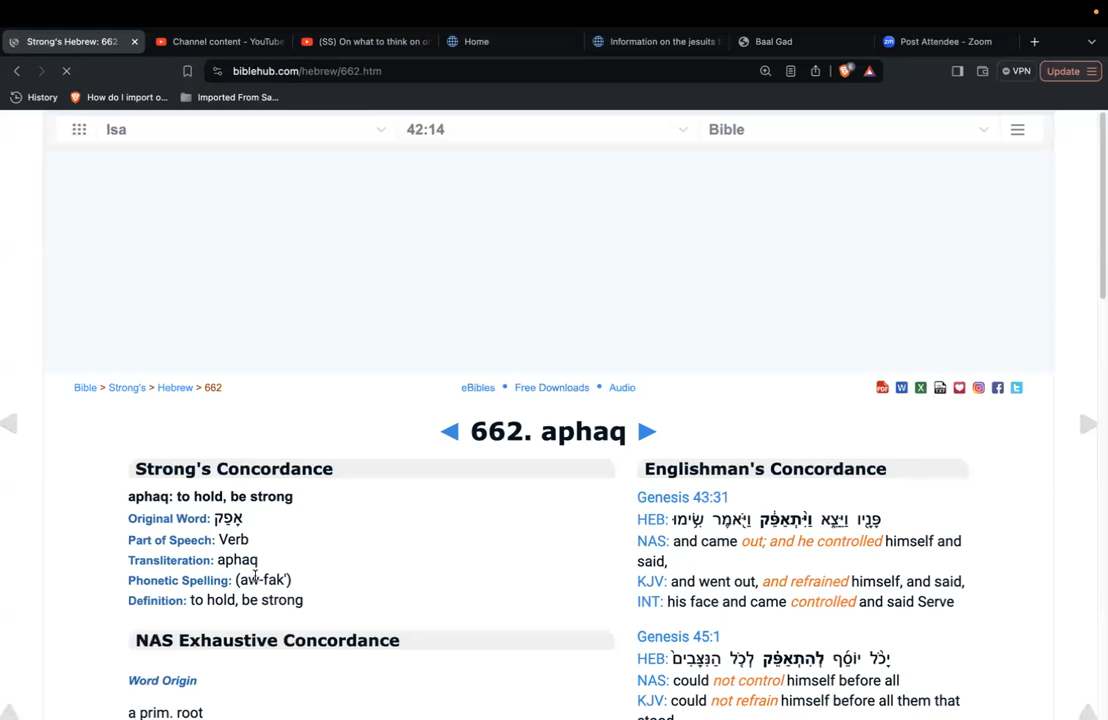 Strong's Hebrew: 662
Channel content - YouTube
(SS) On what to think on or
Home
Information on the jesuits t
Baal Gad
Post Attendee - Zoom
biblehub.com/hebrew/662.htm
6
VPN
Update
History
How do I import o...
Imported From Sa...
Isa
42:14
Bible
Bible > Strong's > Hebrew > 662
eBibles • Free Downloads • Audio
◄ 662. aphaq ►
Strong's Concordance
aphaq: to hold, be strong
Original Word: אָפַק
Part of Speech: Verb
Transliteration: aphaq
Phonetic Spelling: (aw-fak')
Definition: to hold, be strong
NAS Exhaustive Concordance
Word Origin
a prim. root
Englishman's Concordance
Genesis 43:31
HEB: פָּנָ֖יו וַיֵּצֵ֑א וַיִּ֨תְאַפַּ֔ק וַיֹּ֖אמֶר שִׂ֥ימוּ
NAS: and came out; and he controlled himself and
said,
KJV: and went out, and refrained himself, and said,
INT: his face and came controlled and said Serve
Genesis 45:1
HEB: יָכֹ֨ל יוֹסֵ֜ף לְהִתְאַפֵּ֗ק לְכֹ֤ל הַנִּצָּבִים֙
NAS: could not control himself before all
KJV: could not refrain himself before all them that
stood